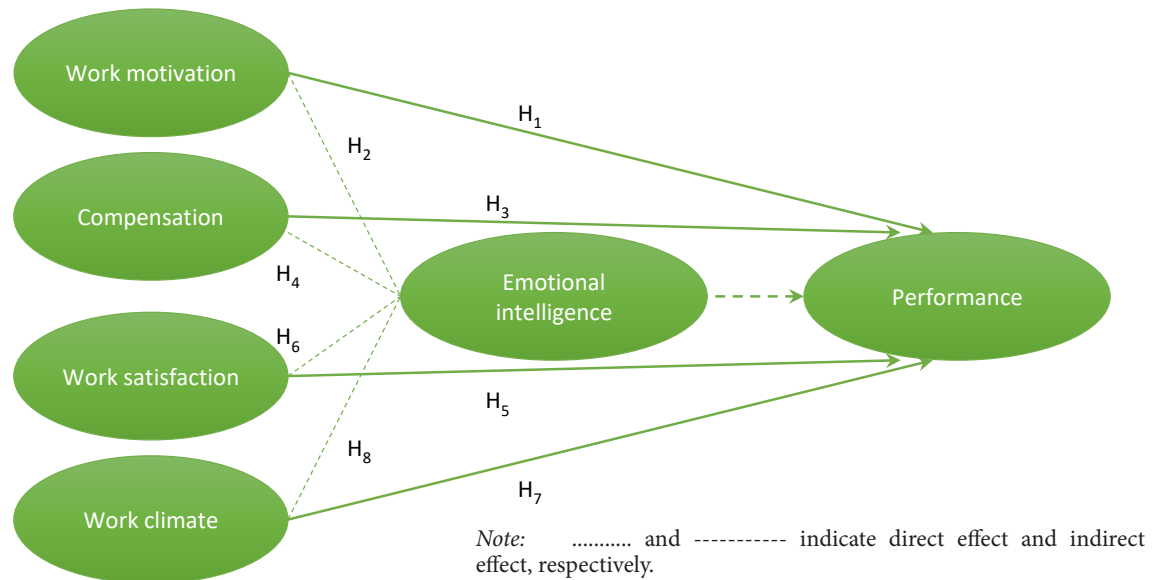 Work motivation
H₁
H₂
Compensation
H₃
H₄
Emotional
intelligence
Performance
H₆
Work satisfaction
H₅
H₈
Work climate
H₇
Note: ........... and ----------- indicate direct effect and indirect
effect, respectively.